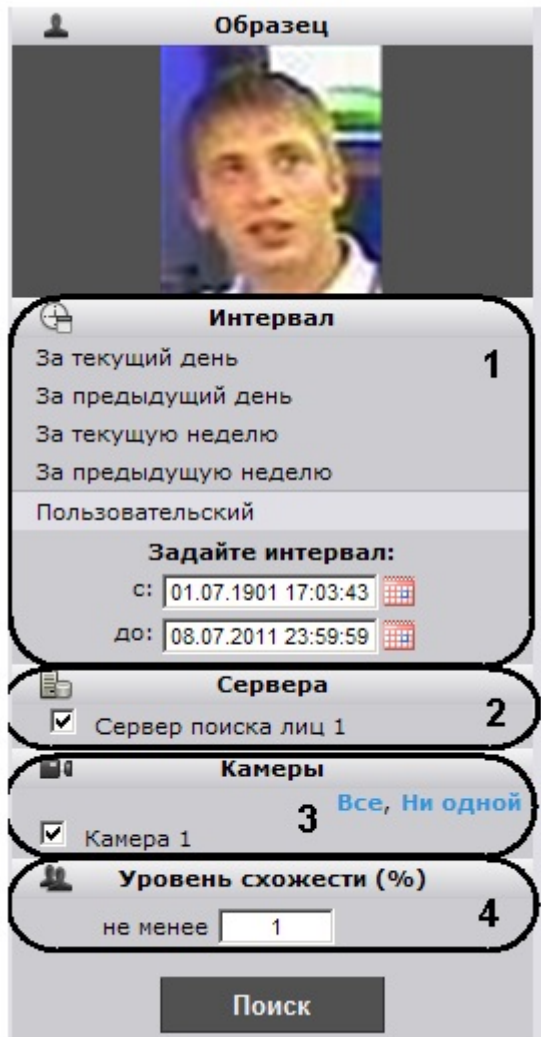 Образец
Интервал
1
За текущий день
За предыдущий день
За текущую неделю
За предыдущую неделю
Пользовательский
Задайте интервал:
с: 01.07.1901 17:03:43
до: 08.07.2011 23:59:59
Сервера
2
Сервер поиска лиц 1
Камеры
Все, Ни одной
3
Камера 1
Уровень схожести (%)
4
не менее 1
Поиск